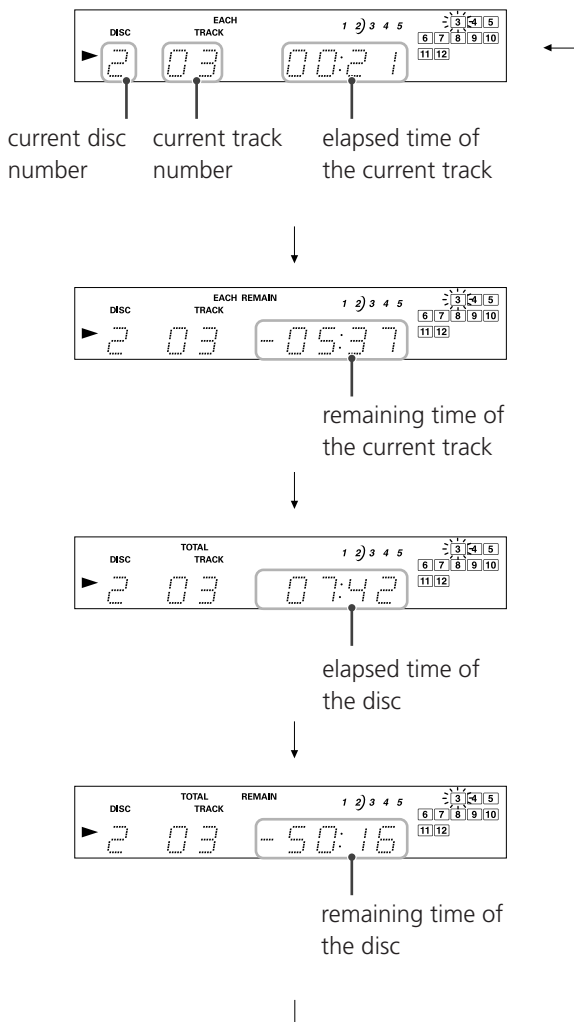 EACH
DISC TRACK 1 2) 3 4 5 3 4 5
6 7 8 9 10
2 03 00:21 11 12
current disc number
current track number
elapsed time of the current track
EACH REMAIN
DISC TRACK 1 2) 3 4 5 3 4 5
6 7 8 9 10
2 03 -05:37 11 12
remaining time of
the current track
TOTAL
DISC TRACK 1 2) 3 4 5 3 4 5
6 7 8 9 10
2 03 07:42 11 12
elapsed time of
the disc
TOTAL REMAIN
DISC TRACK 1 2) 3 4 5 3 4 5
6 7 8 9 10
2 03 -50:16 11 12
remaining time of
the disc